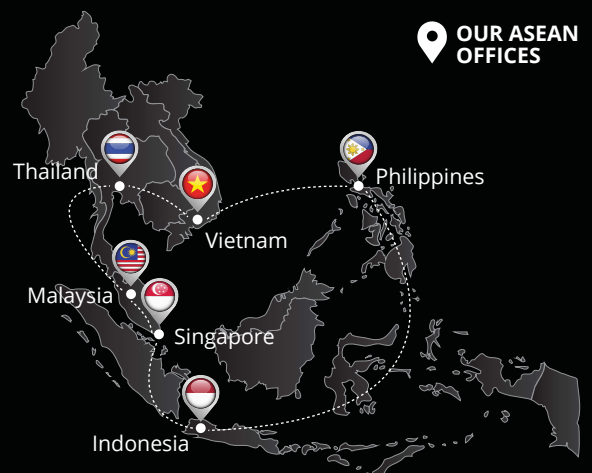 OUR ASEAN
OFFICES
Thailand
Philippines
Vietnam
Malaysia
Singapore
Indonesia